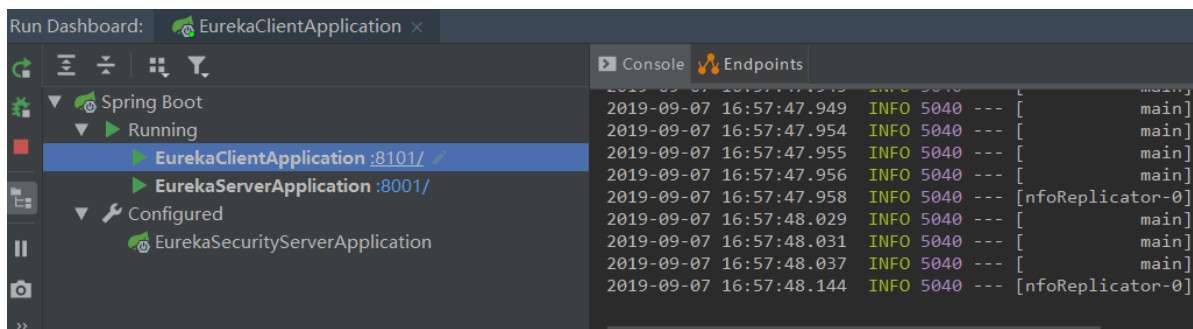 Run Dashboard: EurekaClientApplication ×
Console Endpoints
Spring Boot
Running
EurekaClientApplication :8101/
EurekaServerApplication :8001/
Configured
EurekaSecurityServerApplication
2019-09-07 16:57:47.949 INFO 5040 --- [ main]
2019-09-07 16:57:47.954 INFO 5040 --- [ main]
2019-09-07 16:57:47.955 INFO 5040 --- [ main]
2019-09-07 16:57:47.956 INFO 5040 --- [ main]
2019-09-07 16:57:47.958 INFO 5040 --- [nfoReplicator-0]
2019-09-07 16:57:48.029 INFO 5040 --- [ main]
2019-09-07 16:57:48.031 INFO 5040 --- [ main]
2019-09-07 16:57:48.037 INFO 5040 --- [ main]
2019-09-07 16:57:48.144 INFO 5040 --- [nfoReplicator-0]